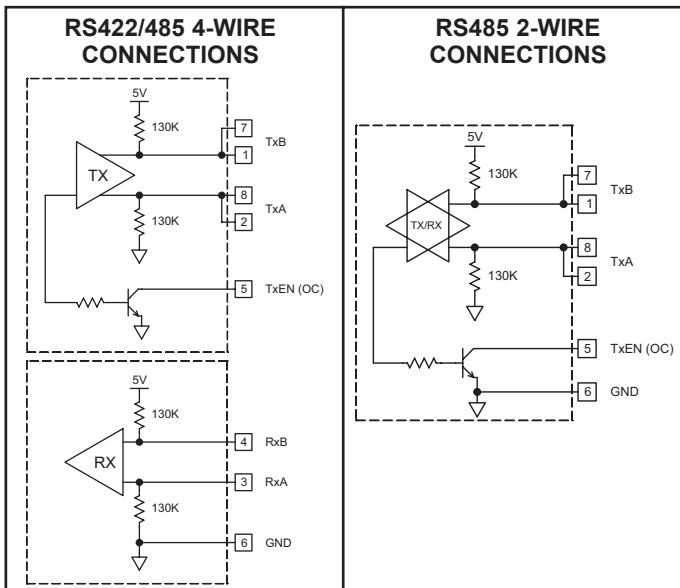 RS422/485 4-WIRE
CONNECTIONS
5V
130K
7
TxB
1
TX
8
TxA
130K
2
5
TxEN (OC)
5V
130K
4
RxB
RX
3
RxA
130K
6
GND
RS485 2-WIRE
CONNECTIONS
5V
130K
7
TxB
1
TX/RX
8
TxA
130K
2
5
TxEN (OC)
6
GND